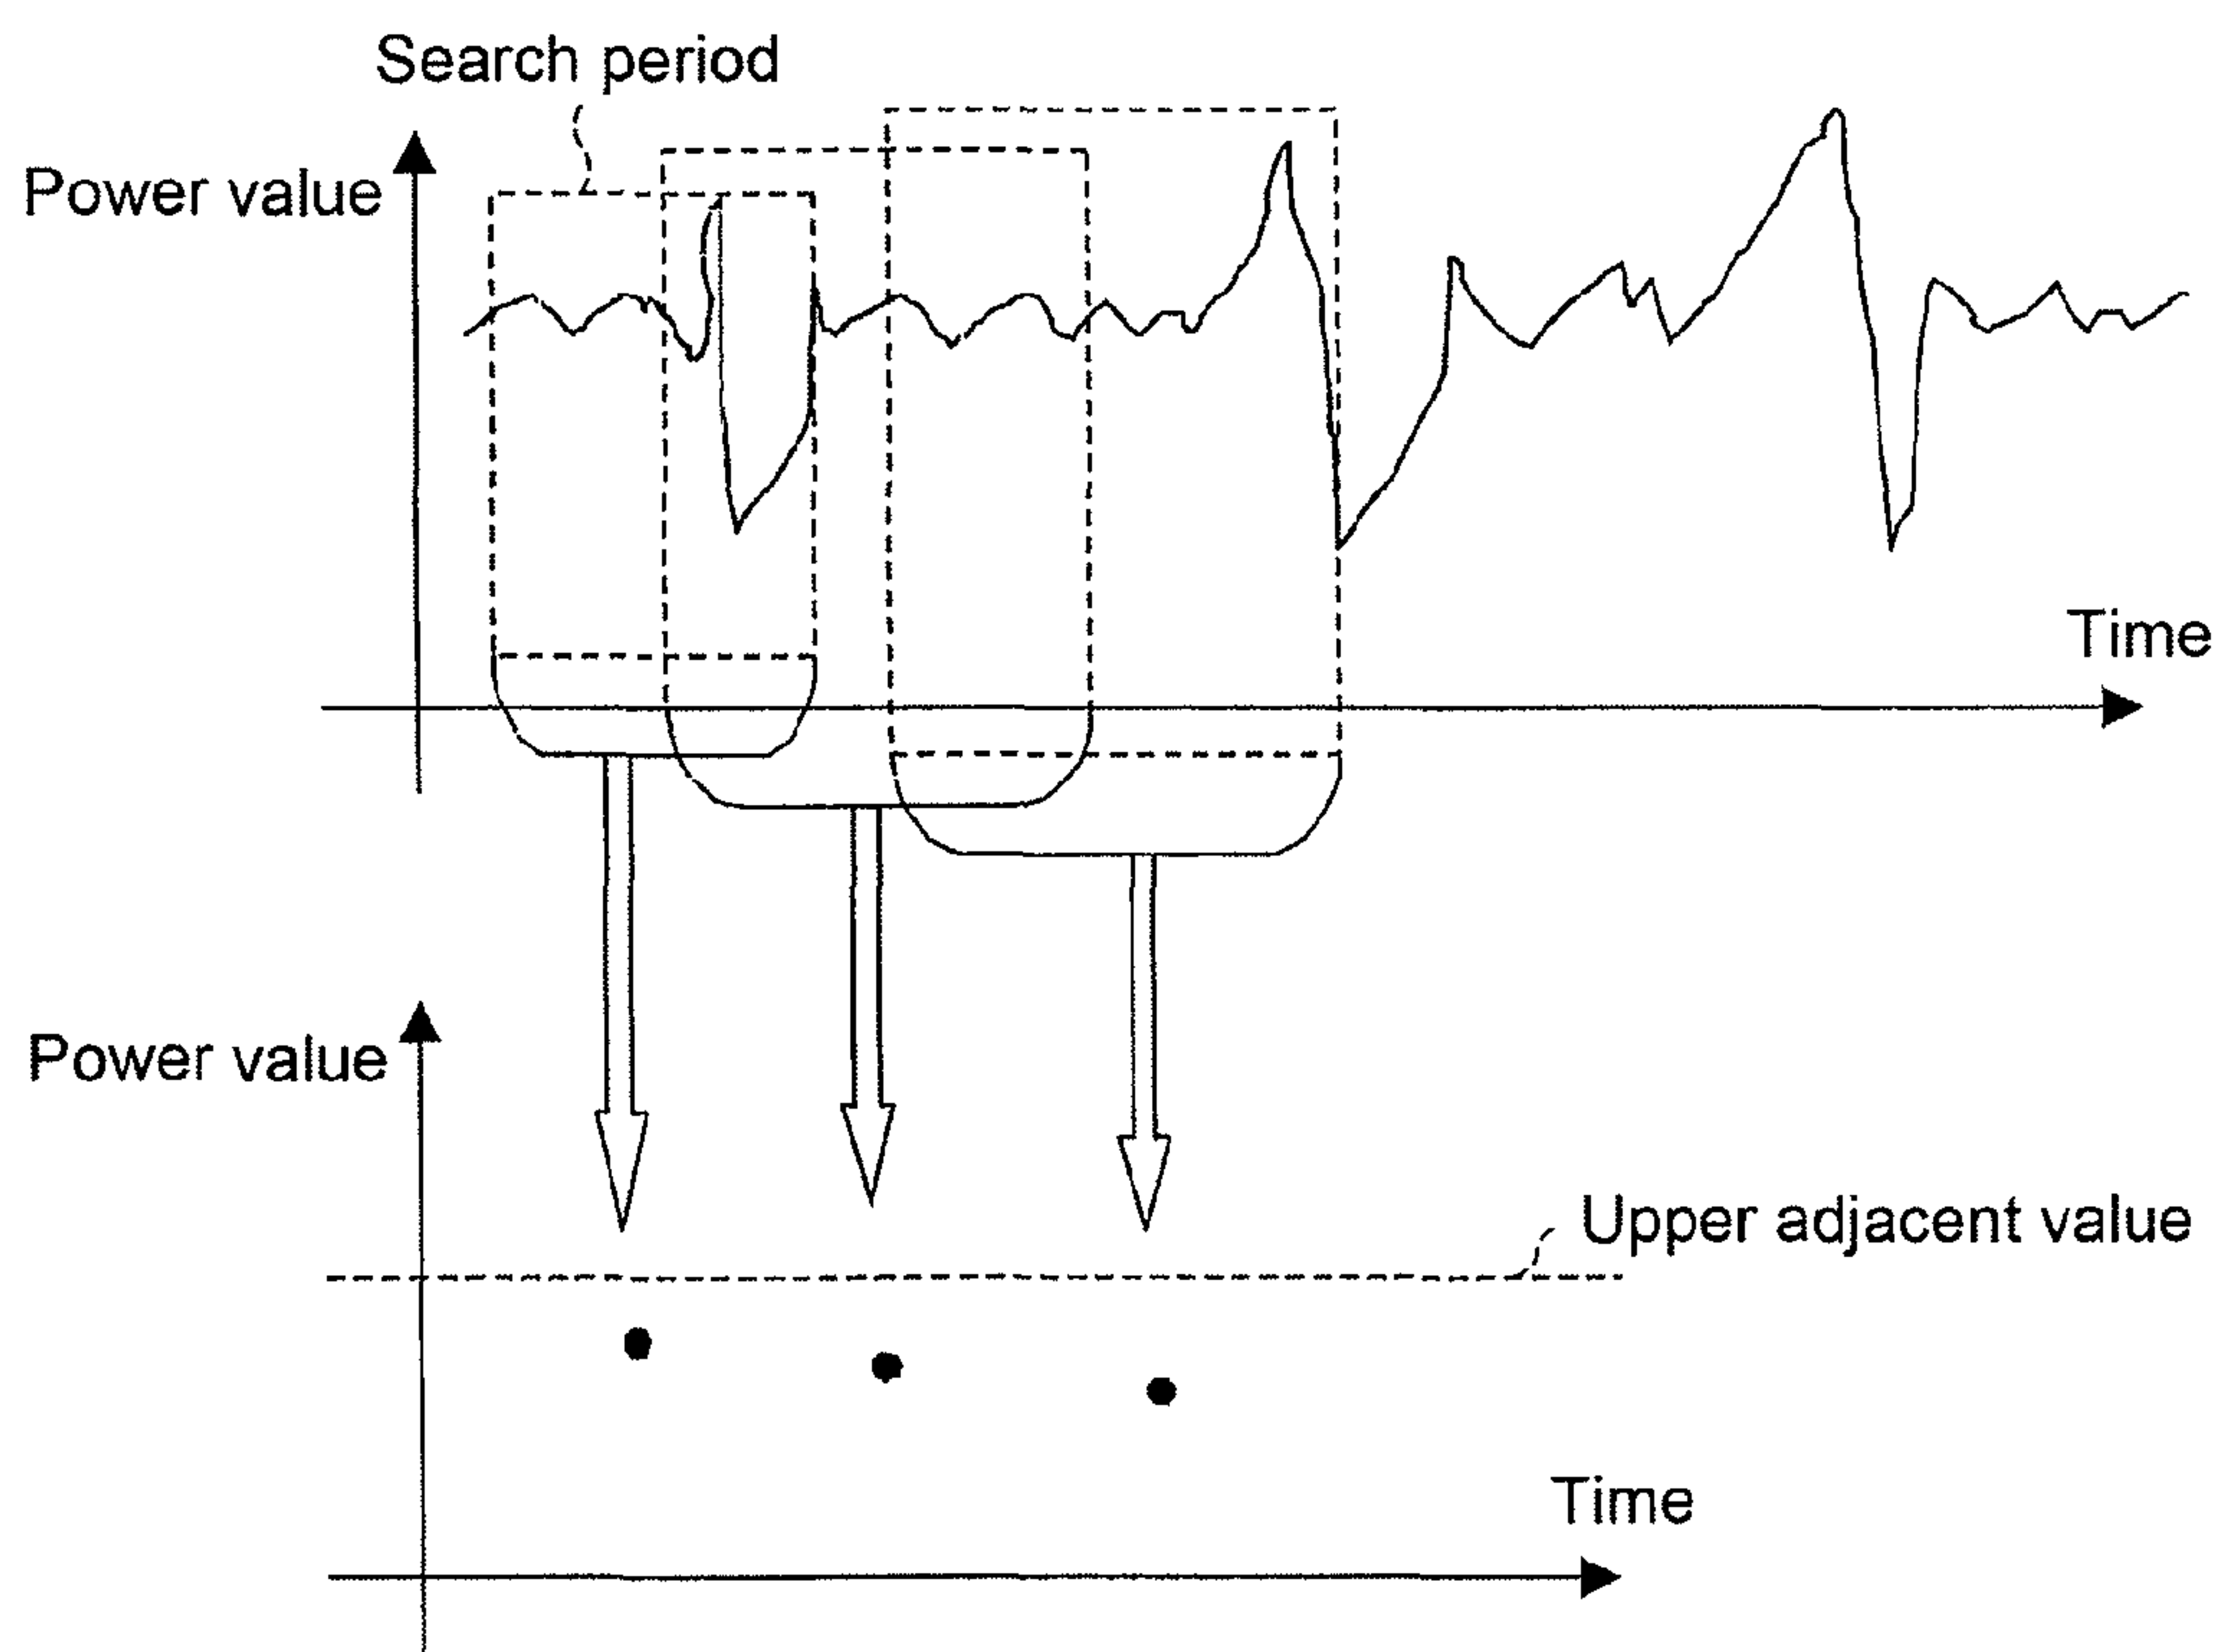 Search period
Power value
Time
Power value
Upper adjacent value
Time